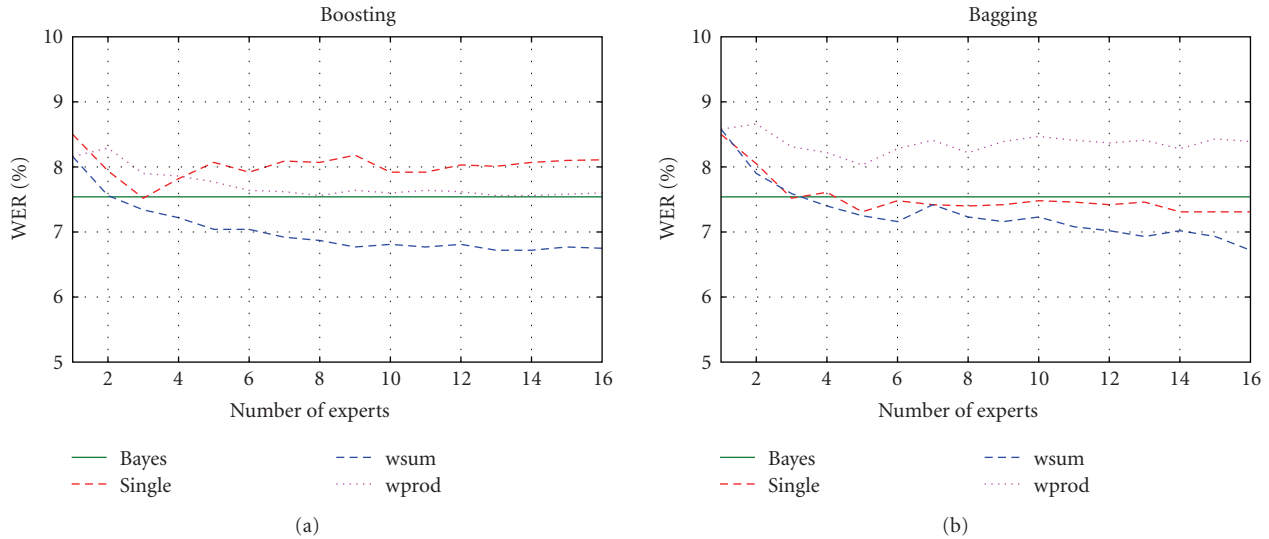 Boosting
10
9
8
7
6
5
WER (%)
2 4 6 8 10 12 14 16
Number of experts
Bayes
Single
wsum
wprod
(a)
Bagging
10
9
8
7
6
5
WER (%)
2 4 6 8 10 12 14 16
Number of experts
Bayes
Single
wsum
wprod
(b)